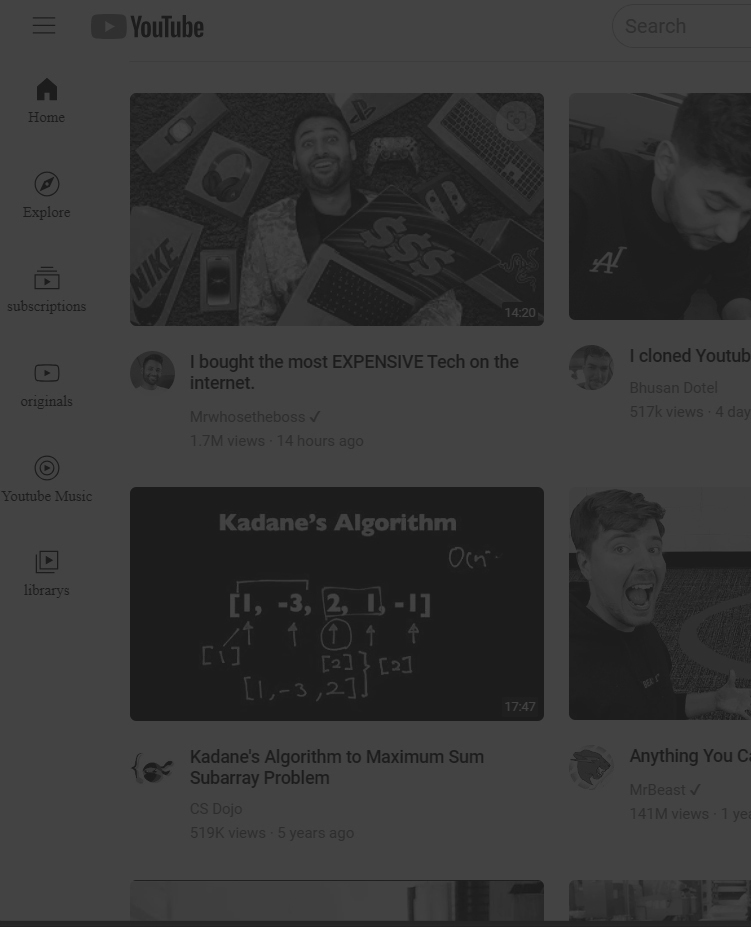 YouTube
Search
Home
Explore
subscriptions
originals
Youtube Music
librarys
NIKE
$$$
14:20
I bought the most EXPENSIVE Tech on the
internet.
Mrwhosetheboss ✓
1.7M views · 14 hours ago
AI
I cloned Youtub
Bhusan Dotel
517k views · 4 day
Kadane's Algorithm
[1, -3, 2, 1, -1]
[1]
[2]
[2]
[1,-3,2]
17:47
Kadane's Algorithm to Maximum Sum
Subarray Problem
CS Dojo
519K views · 5 years ago
Anything You Ca
MrBeast ✓
141M views · 1 yea